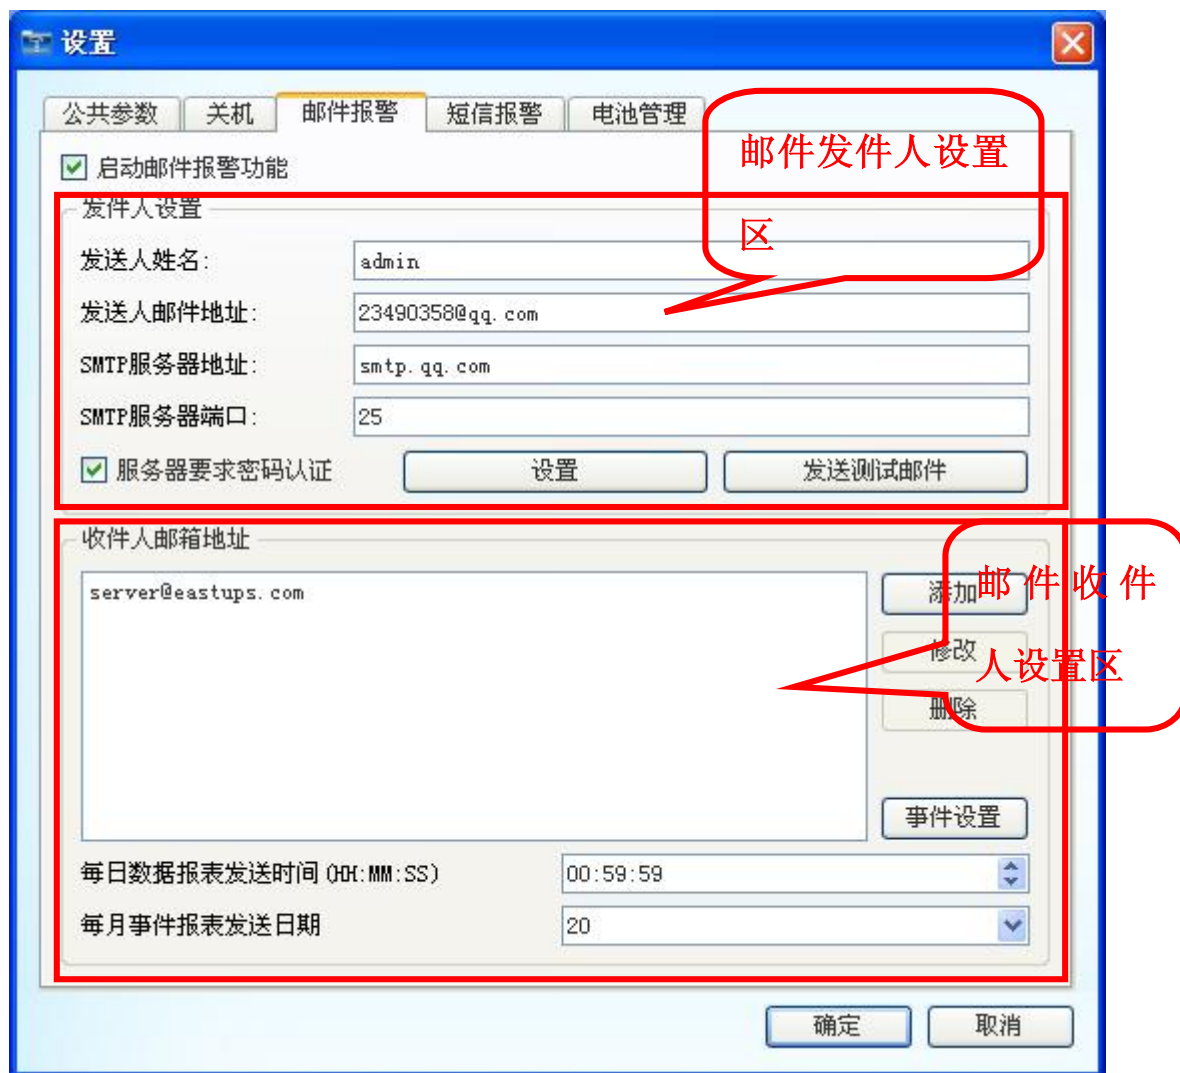 设置
公共参数 关机 邮件报警 短信报警 电池管理
启动邮件报警功能
邮件发件人设置
区
发件人设置
发送人姓名: admin
发送人邮件地址: 23490358@qq.com
SMTP服务器地址: smtp.qq.com
SMTP服务器端口: 25
服务器要求密码认证 设置 发送测试邮件
收件人邮箱地址
server@eastups.com
添加
修改
删除
邮件收件
人设置区
事件设置
每日数据报表发送时间(HH:MM:SS) 00:59:59
每月事件报表发送日期 20
确定 取消